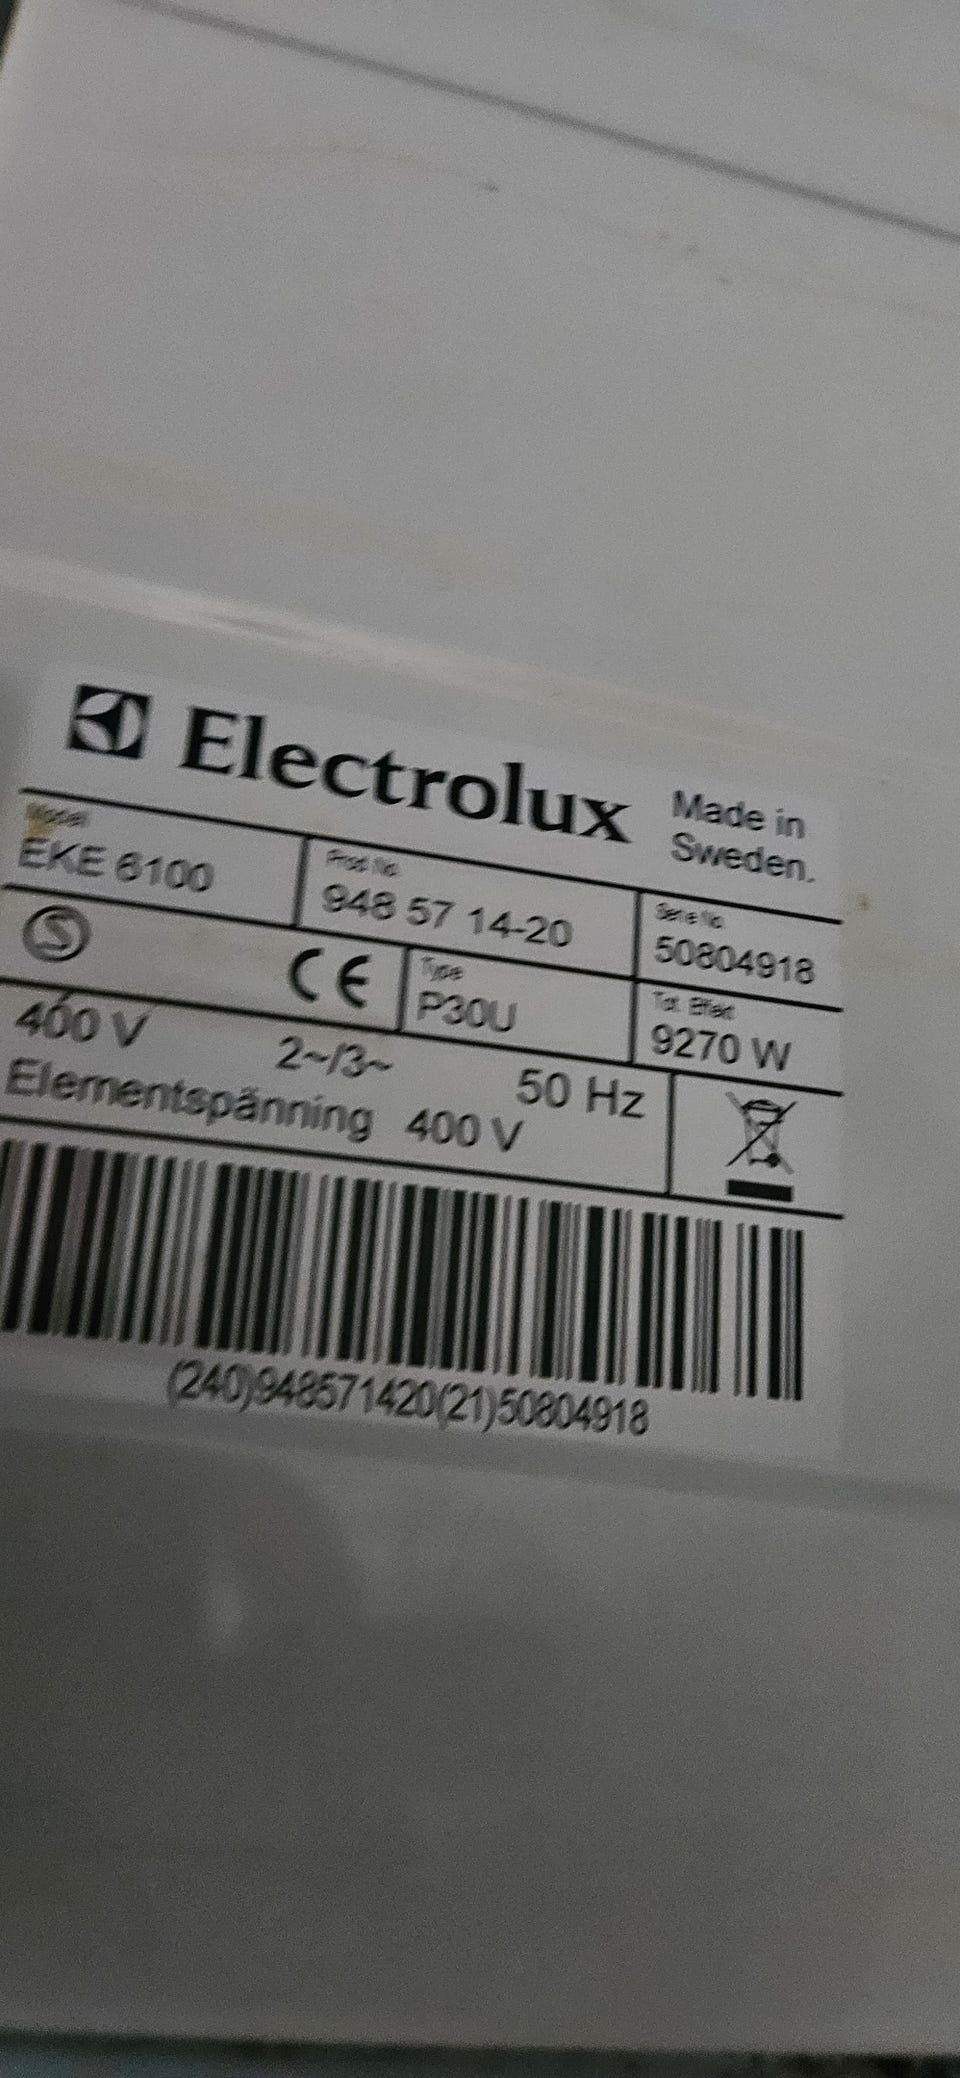 Electrolux
Made in
Sweden.
Model
EKE 6100
Prod No.
948 57 14-20
Serie No.
50804918
S
CE
Type
P30U
Tot. Effekt
9270 W
400 V 2~/3~ 50 Hz
Elementspänning 400 V
(240)948571420(21)50804918